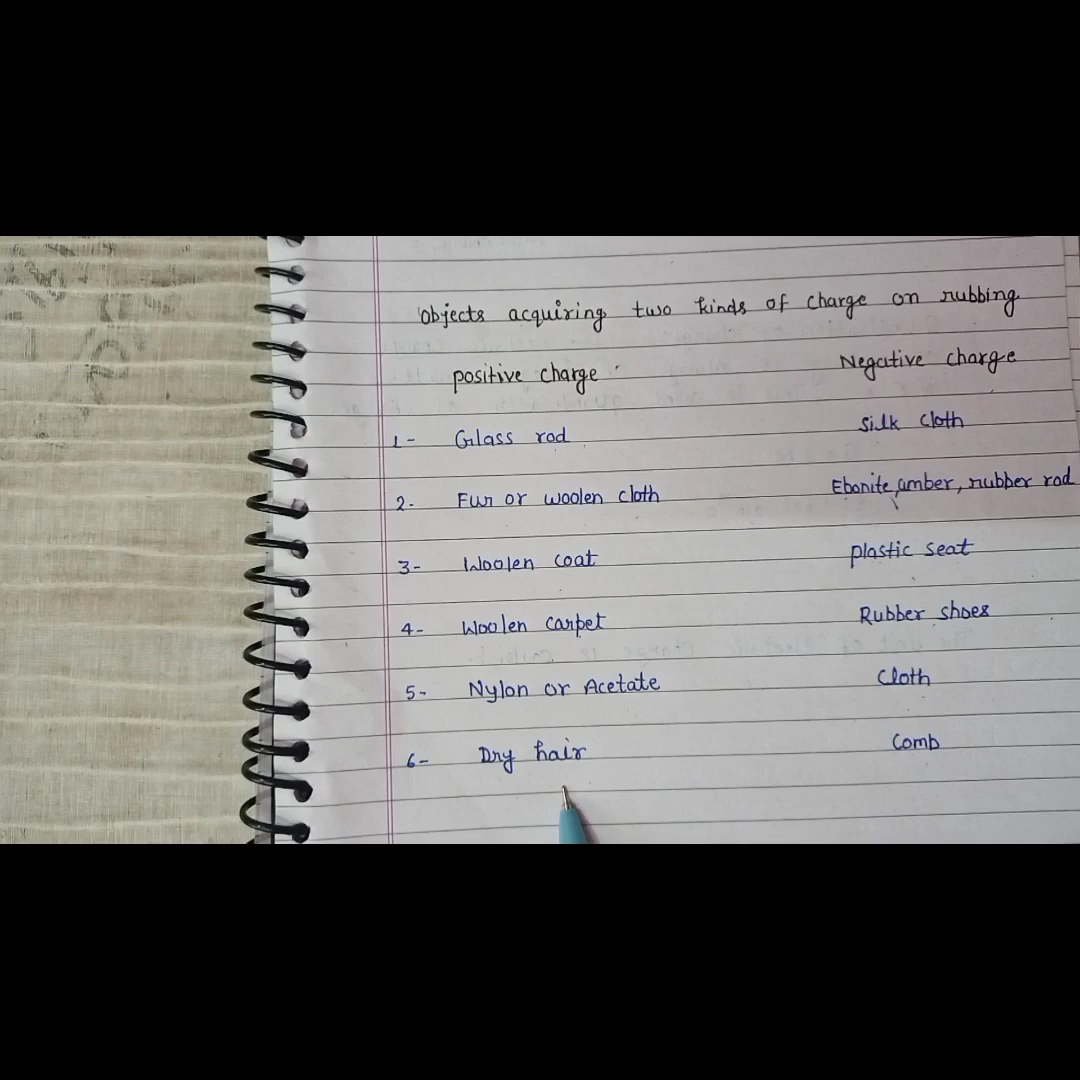 objects acquiring two kinds of charge on rubbing
positive charge Negative charge
1- Glass rod Silk cloth
2- Fur or woolen cloth Ebonite, amber, rubber rod
3- Woolen coat plastic seat
4- Woolen carpet Rubber shoes
5- Nylon or Acetate Cloth
6- Dry hair Comb